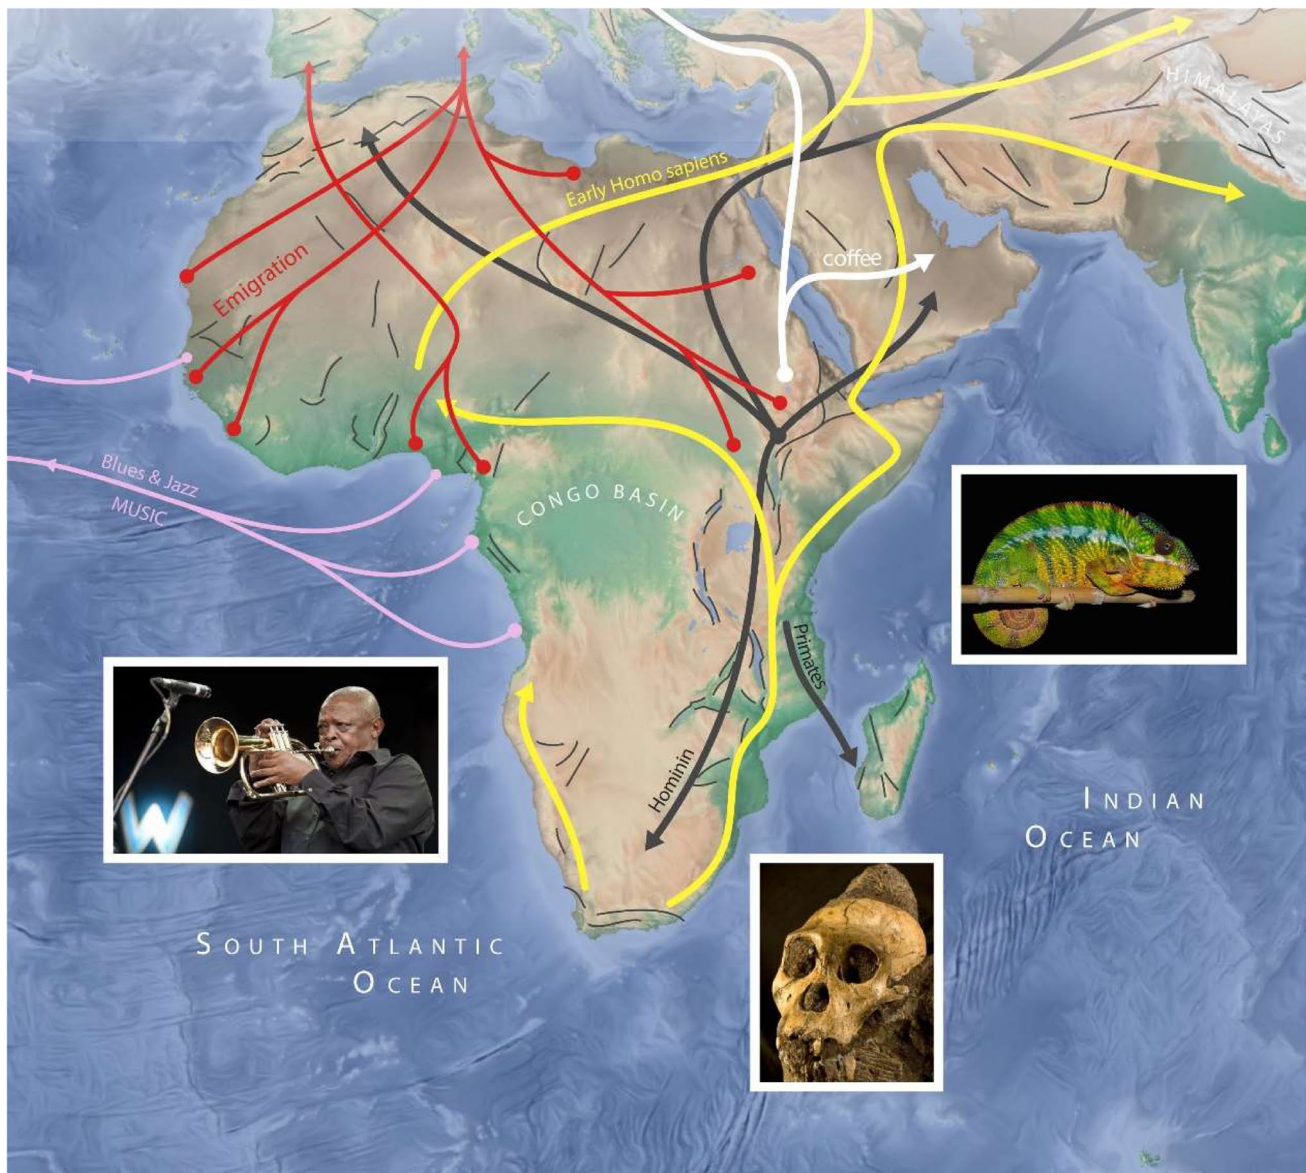 HIMALAYAS
Early Homo sapiens
Emigration
coffee
Blues & Jazz
MUSIC
CONGO BASIN
Primates
Hominin
W
INDIAN
OCEAN
SOUTH ATLANTIC
OCEAN